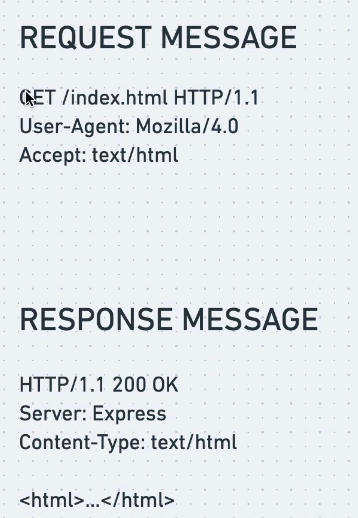 REQUEST MESSAGE
GET /index.html HTTP/1.1
User-Agent: Mozilla/4.0
Accept: text/html
RESPONSE MESSAGE
HTTP/1.1 200 OK
Server: Express
Content-Type: text/html
<html>...</html>